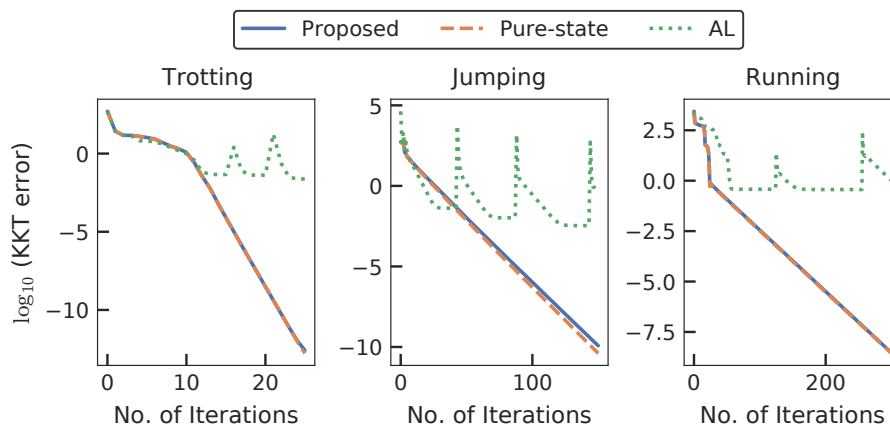 Proposed Pure-state AL
Trotting Jumping Running
log10 (KKT error)
0
−5
−10
0 10 20
No. of Iterations
5
0
−5
−10
0 100
No. of Iterations
2.5
0.0
−2.5
−5.0
−7.5
0 200
No. of Iterations